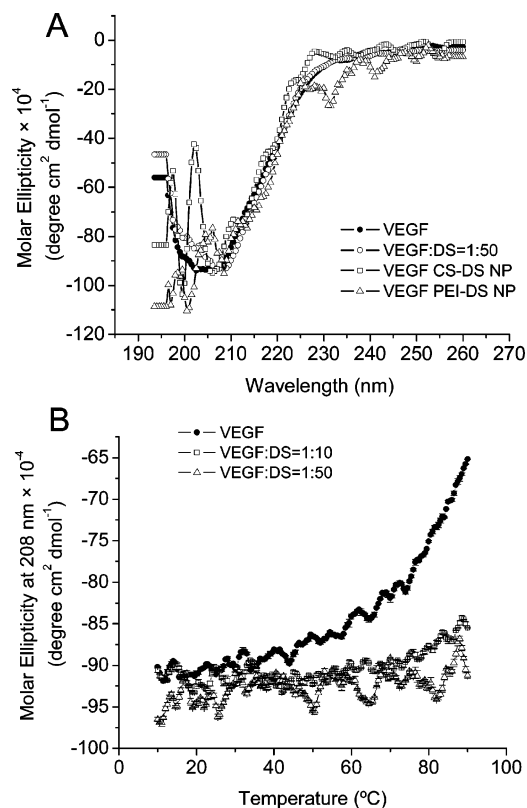 A
Molar Ellipticity × 10⁴
(degree cm² dmol⁻¹)
0
-20
-40
-60
-80
-100
-120
VEGF
VEGF:DS=1:50
VEGF CS-DS NP
VEGF PEI-DS NP
190 200 210 220 230 240 250 260 270
Wavelength (nm)
B
Molar Ellipticity at 208 nm × 10⁻⁴
(degree cm² dmol⁻¹)
VEGF
VEGF:DS=1:10
VEGF:DS=1:50
-65
-70
-75
-80
-85
-90
-95
-100
0 20 40 60 80 100
Temperature (ºC)